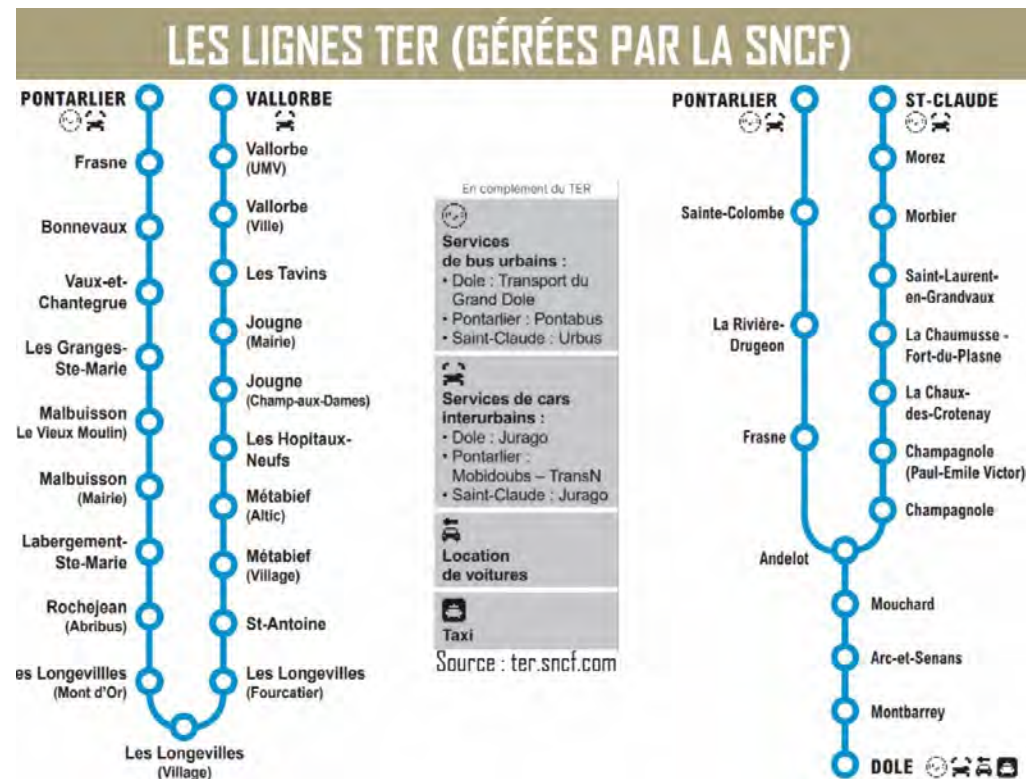 LES LIGNES TER (GÉRÉES PAR LA SNCF)
PONTARLIER
Frasne
Bonnevaux
Vaux-et-
Chantegrue
Les Granges-
Ste-Marie
Malbuisson
Le Vieux Moulin)
Malbuisson
(Mairie)
Labergement-
Ste-Marie
Rochejean
(Abribus)
es Longevillles
(Mont d'Or)
Les Longevilles
(Village)
VALLORBE
Vallorbe
(UMV)
Vallorbe
(Ville)
Les Tavins
Jougne
(Mairie)
Jougne
(Champ-aux-Dames)
Les Hopitaux-
Neufs
Métabief
(Altic)
Métabief
(Village)
St-Antoine
Les Longevilles
(Fourcatier)
En complément du TER
Services
de bus urbains :
• Dole : Transport du
Grand Dole
• Pontarlier : Pontabus
• Saint-Claude : Urbus
Services de cars
interurbains :
• Dole : Jurago
• Pontarlier :
Mobidoubs – TransN
• Saint-Claude : Jurago
Location
de voitures
Taxi
Source : ter.sncf.com
PONTARLIER
Sainte-Colombe
La Rivière-
Drugeon
Frasne
ST-CLAUDE
Morez
Morbier
Saint-Laurent-
en-Grandvaux
La Chaumusse -
Fort-du-Plasne
La Chaux-
des-Crotenay
Champagnole
(Paul-Emile Victor)
Champagnole
Andelot
Mouchard
Arc-et-Senans
Montbarrey
DOLE